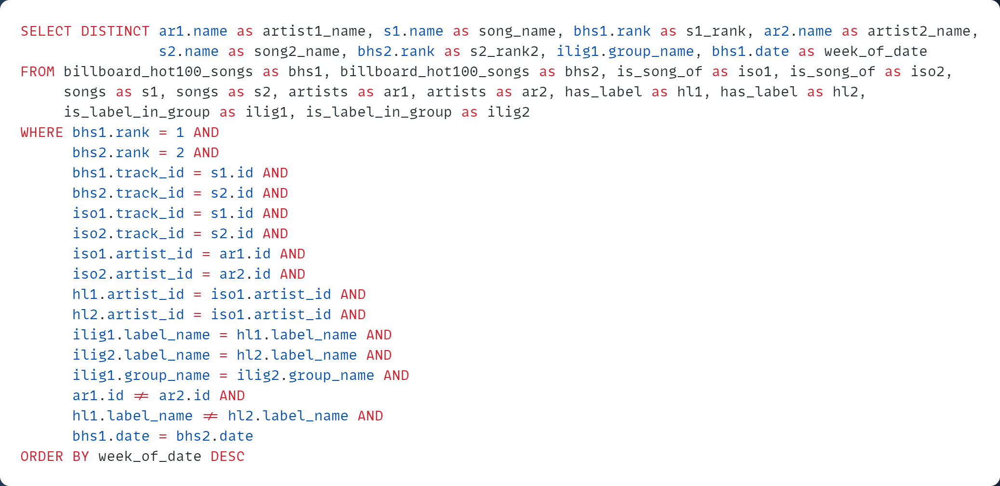 SELECT DISTINCT ar1.name as artist1_name, s1.name as song_name, bhs1.rank as s1_rank, ar2.name as artist2_name,
s2.name as song2_name, bhs2.rank as s2_rank2, ilig1.group_name, bhs1.date as week_of_date
FROM billboard_hot100_songs as bhs1, billboard_hot100_songs as bhs2, is_song_of as iso1, is_song_of as iso2,
songs as s1, songs as s2, artists as ar1, artists as ar2, has_label as hl1, has_label as hl2,
is_label_in_group as ilig1, is_label_in_group as ilig2
WHERE bhs1.rank = 1 AND
bhs2.rank = 2 AND
bhs1.track_id = s1.id AND
bhs2.track_id = s2.id AND
iso1.track_id = s1.id AND
iso2.track_id = s2.id AND
iso1.artist_id = ar1.id AND
iso2.artist_id = ar2.id AND
hl1.artist_id = iso1.artist_id AND
hl2.artist_id = iso1.artist_id AND
ilig1.label_name = hl1.label_name AND
ilig2.label_name = hl2.label_name AND
ilig1.group_name = ilig2.group_name AND
ar1.id ≠ ar2.id AND
hl1.label_name ≠ hl2.label_name AND
bhs1.date = bhs2.date
ORDER BY week_of_date DESC